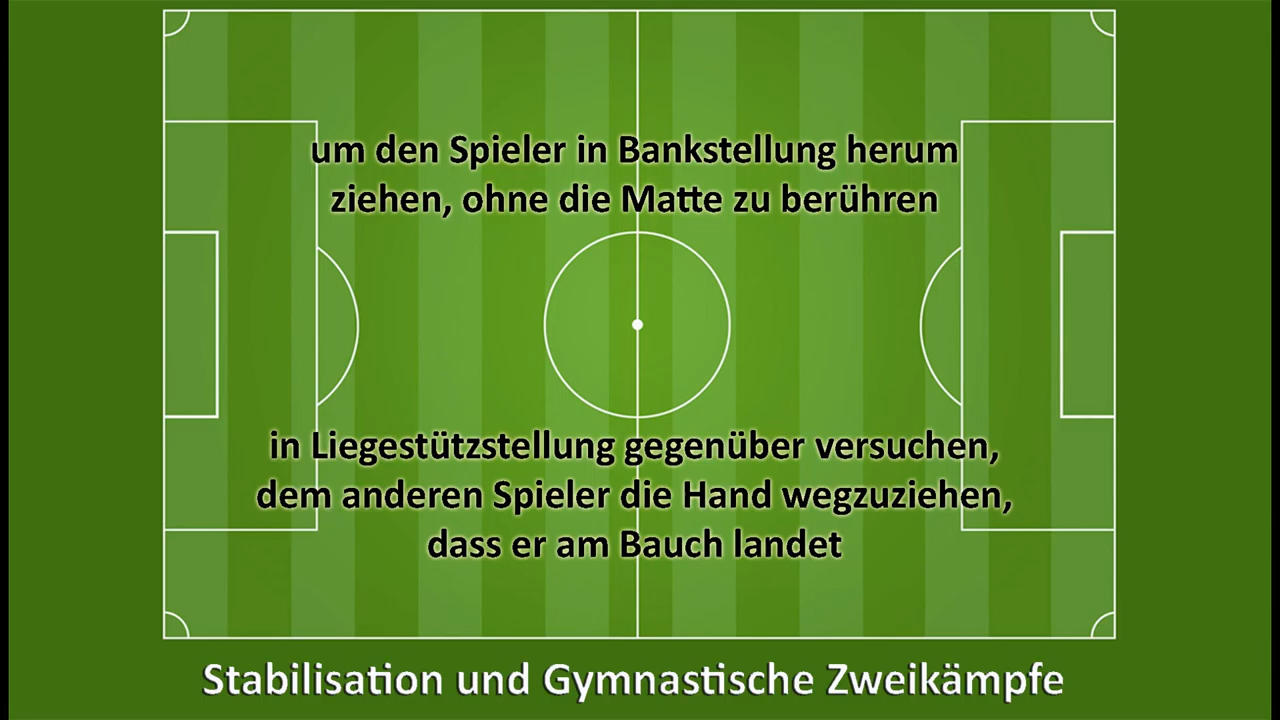 um den Spieler in Bankstellung herum
ziehen, ohne die Matte zu berühren
in Liegestützstellung gegenüber versuchen,
dem anderen Spieler die Hand wegzuziehen,
dass er am Bauch landet
Stabilisation und Gymnastische Zweikämpfe